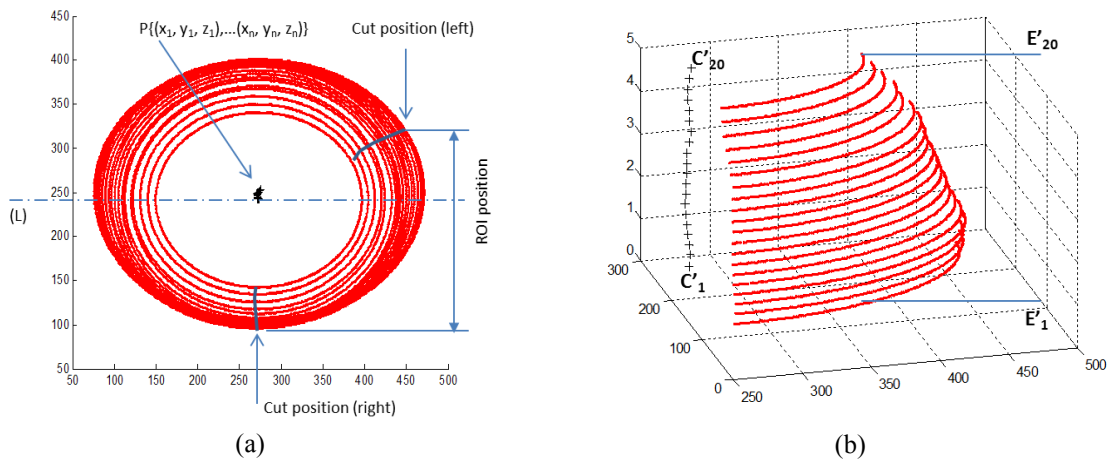 P{(x₁, y₁, z₁),...(xₙ, yₙ, zₙ)}
Cut position (left)
450
400
350
300
250
200
150
100
50
(L)
ROI position
50 100 150 200 250 300 350 400 450 500
Cut position (right)
(a)
5
4
3
2
1
0
C’₂₀
E’₂₀
C’₁
E’₁
300
200
100
0
250 300 350 400 450 500
(b)